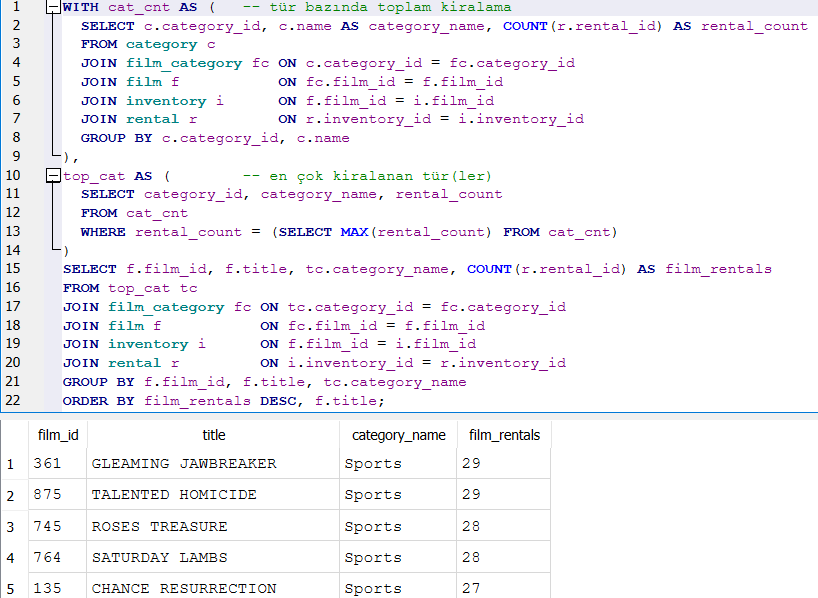 1 WITH cat_cnt AS (   -- tür bazında toplam kiralama
2   SELECT c.category_id, c.name AS category_name, COUNT(r.rental_id) AS rental_count
3   FROM category c
4   JOIN film_category fc ON c.category_id = fc.category_id
5   JOIN film f           ON fc.film_id = f.film_id
6   JOIN inventory i      ON f.film_id = i.film_id
7   JOIN rental r         ON r.inventory_id = i.inventory_id
8   GROUP BY c.category_id, c.name
9 ),
10 top_cat AS (        -- en çok kiralanan tür(ler)
11   SELECT category_id, category_name, rental_count
12   FROM cat_cnt
13   WHERE rental_count = (SELECT MAX(rental_count) FROM cat_cnt)
14 )
15 SELECT f.film_id, f.title, tc.category_name, COUNT(r.rental_id) AS film_rentals
16 FROM top_cat tc
17 JOIN film_category fc ON tc.category_id = fc.category_id
18 JOIN film f           ON fc.film_id = f.film_id
19 JOIN inventory i      ON f.film_id = i.film_id
20 JOIN rental r         ON i.inventory_id = r.inventory_id
21 GROUP BY f.film_id, f.title, tc.category_name
22 ORDER BY film_rentals DESC, f.title;
film_id title category_name film_rentals
1 361 GLEAMING JAWBREAKER Sports 29
2 875 TALENTED HOMICIDE Sports 29
3 745 ROSES TREASURE Sports 28
4 764 SATURDAY LAMBS Sports 28
5 135 CHANCE RESURRECTION Sports 27